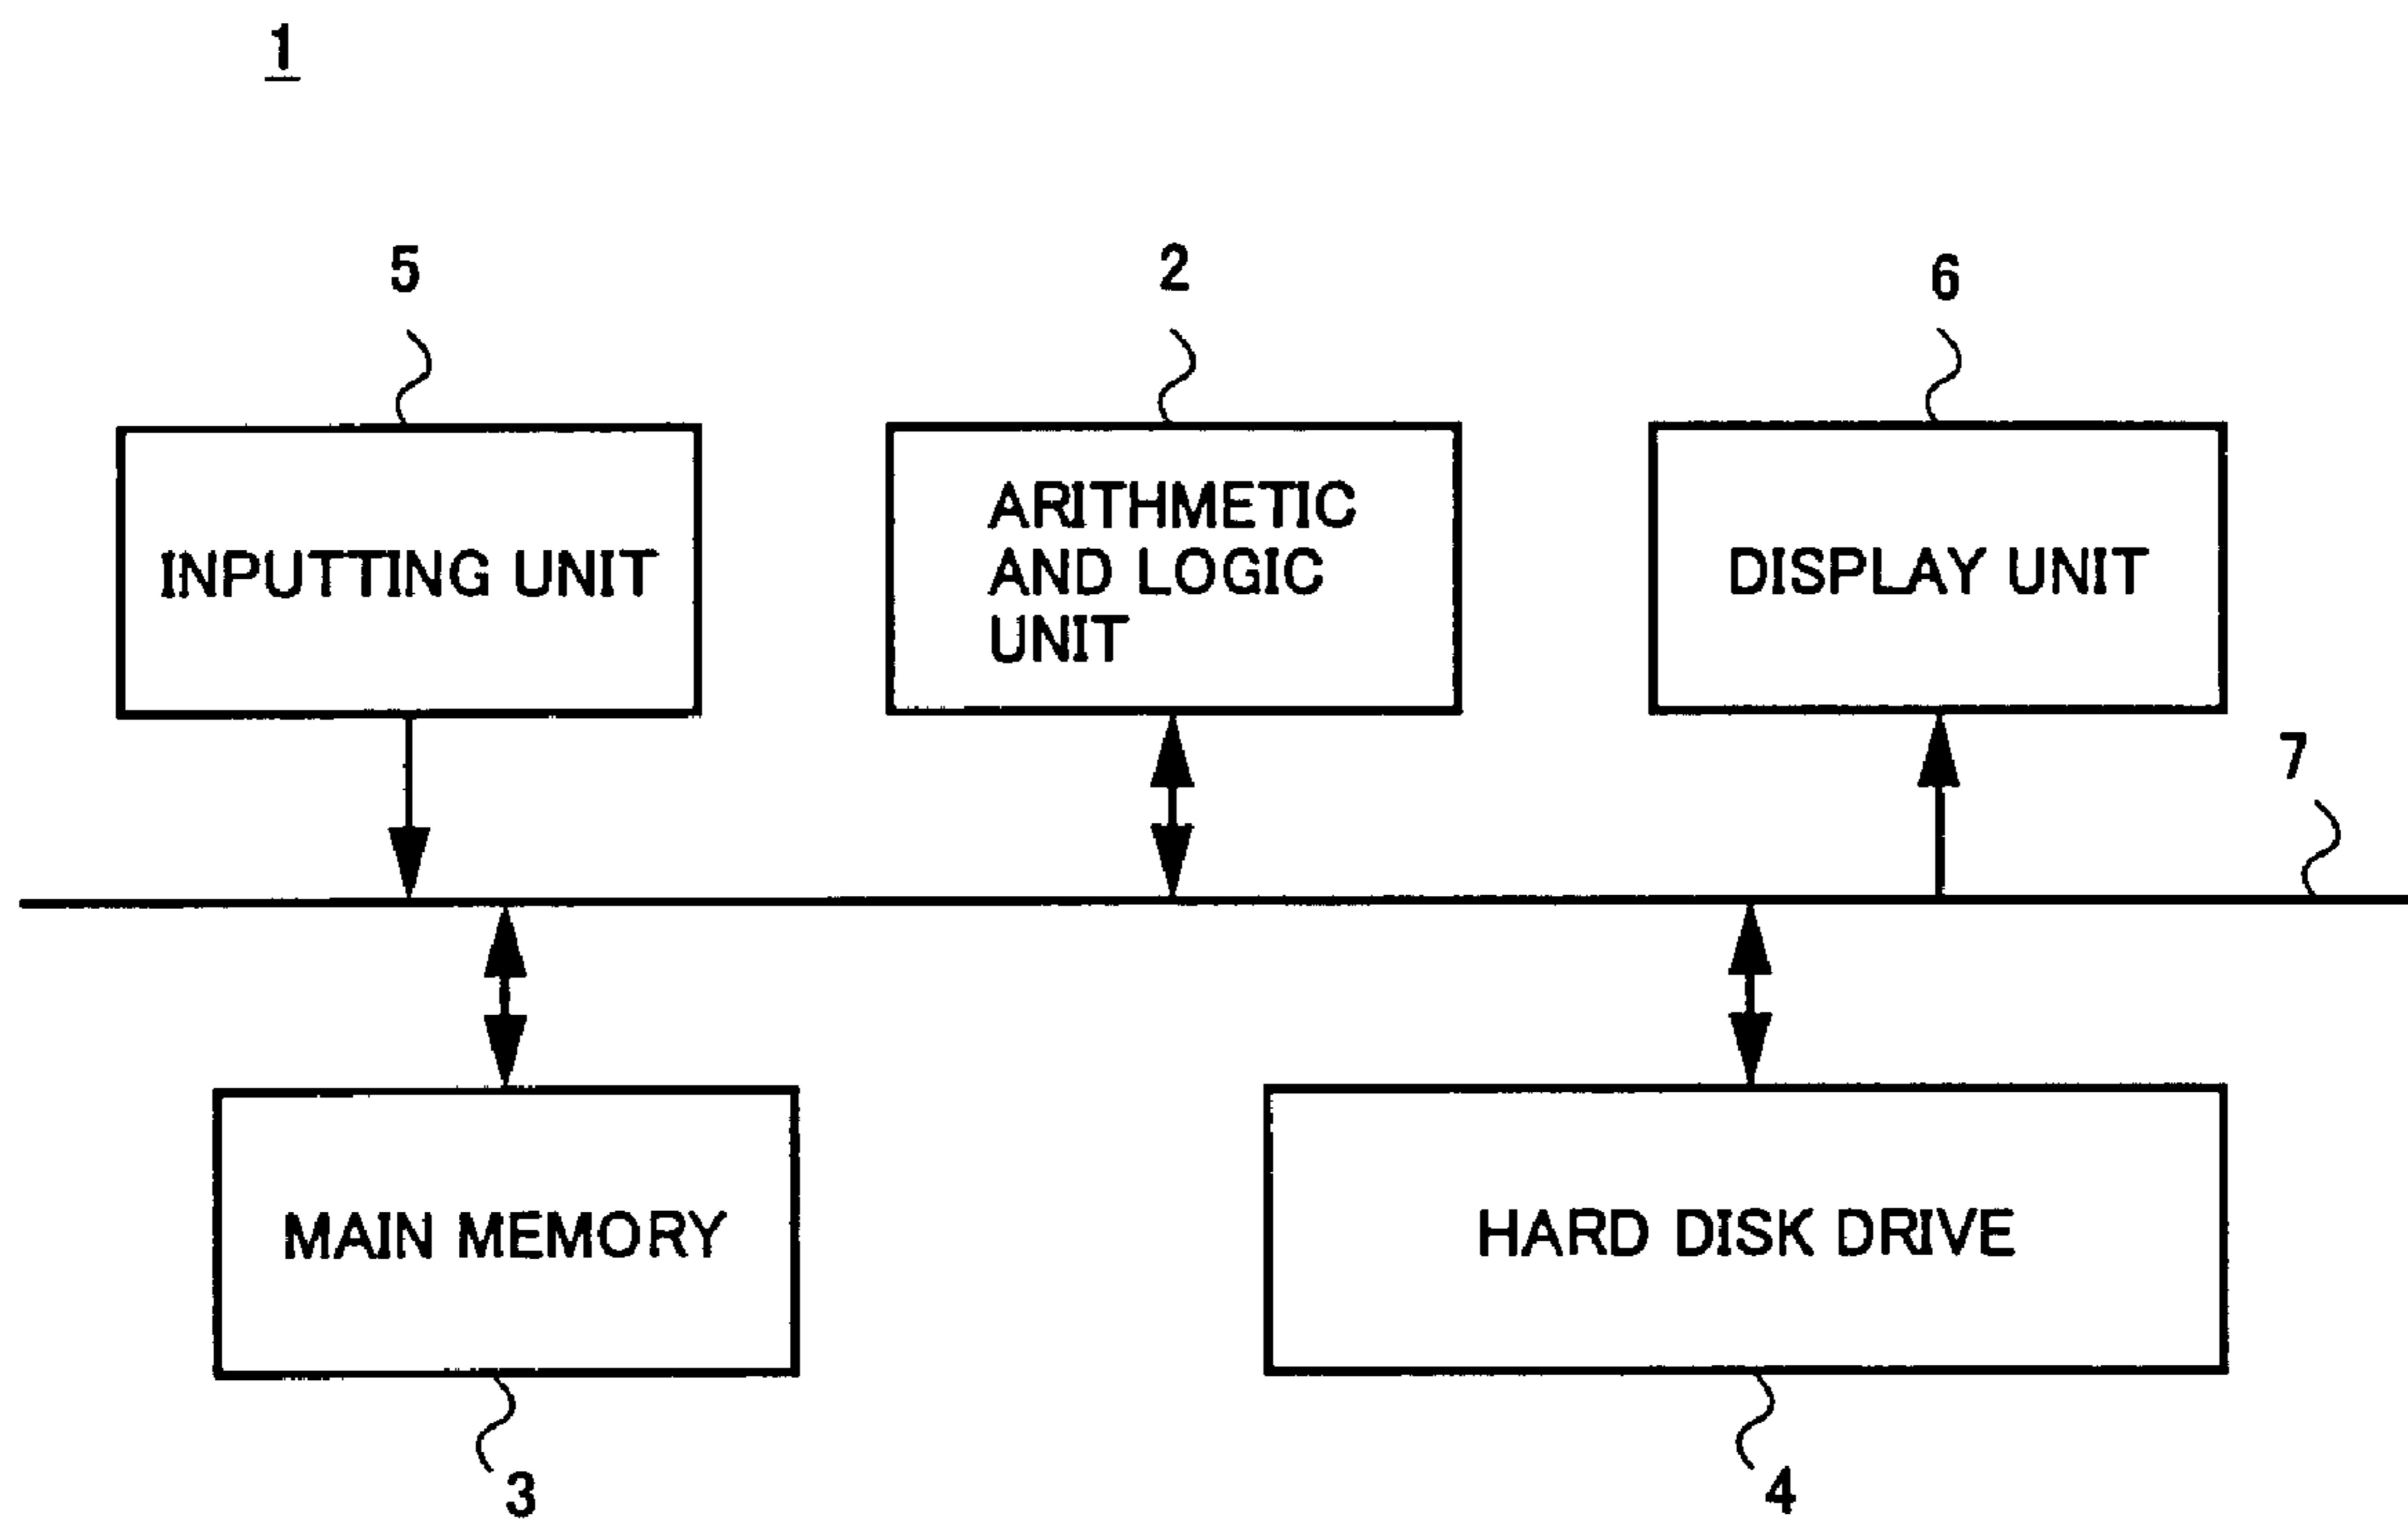 1
5
2
6
INPUTTING UNIT
ARITHMETIC
AND LOGIC
UNIT
DISPLAY UNIT
7
MAIN MEMORY
HARD DISK DRIVE
3
4